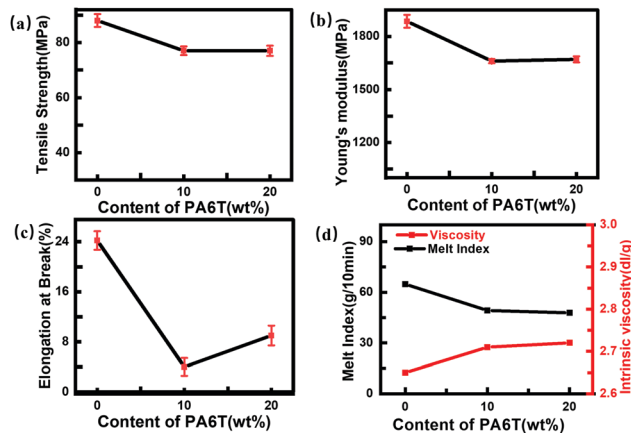 (a)
Tensile Strength(MPa)
80
60
40
0
10
20
Content of PA6T(wt%)
(b)
Young's modulus(MPa)
1800
1500
1200
0
10
20
Content of PA6T(wt%)
(c)
Elongation at Break(%)
24
18
12
6
0
0
10
20
Content of PA6T(wt%)
(d)
Viscosity
Melt Index
Melt Index(g/10min)
90
60
30
0
0
10
20
Content of PA6T(wt%)
3.0
2.9
2.8
2.7
2.6
Intrinsic viscosity(dl/g)